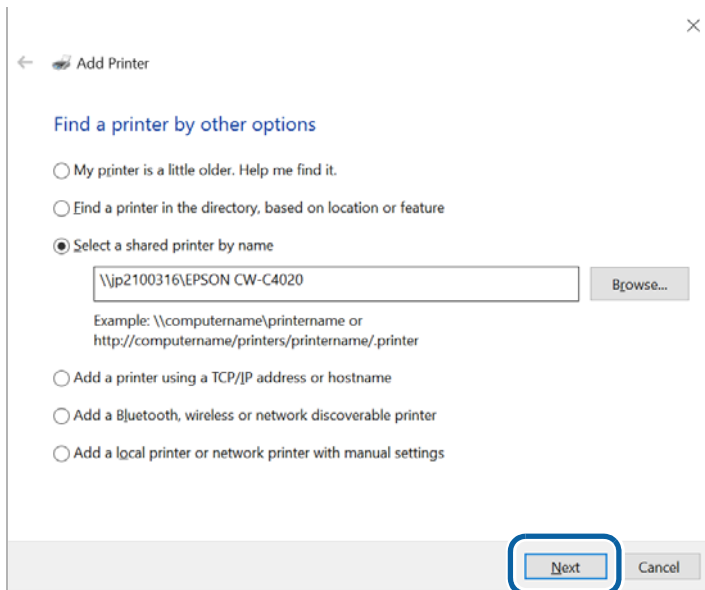 Add Printer
Find a printer by other options
My printer is a little older. Help me find it.
Find a printer in the directory, based on location or feature
Select a shared printer by name
\\jp2100316\EPSON CW-C4020
Browse...
Example: \\computername\printername or
http://computername/printers/printername/.printer
Add a printer using a TCP/IP address or hostname
Add a Bluetooth, wireless or network discoverable printer
Add a local printer or network printer with manual settings
Next
Cancel